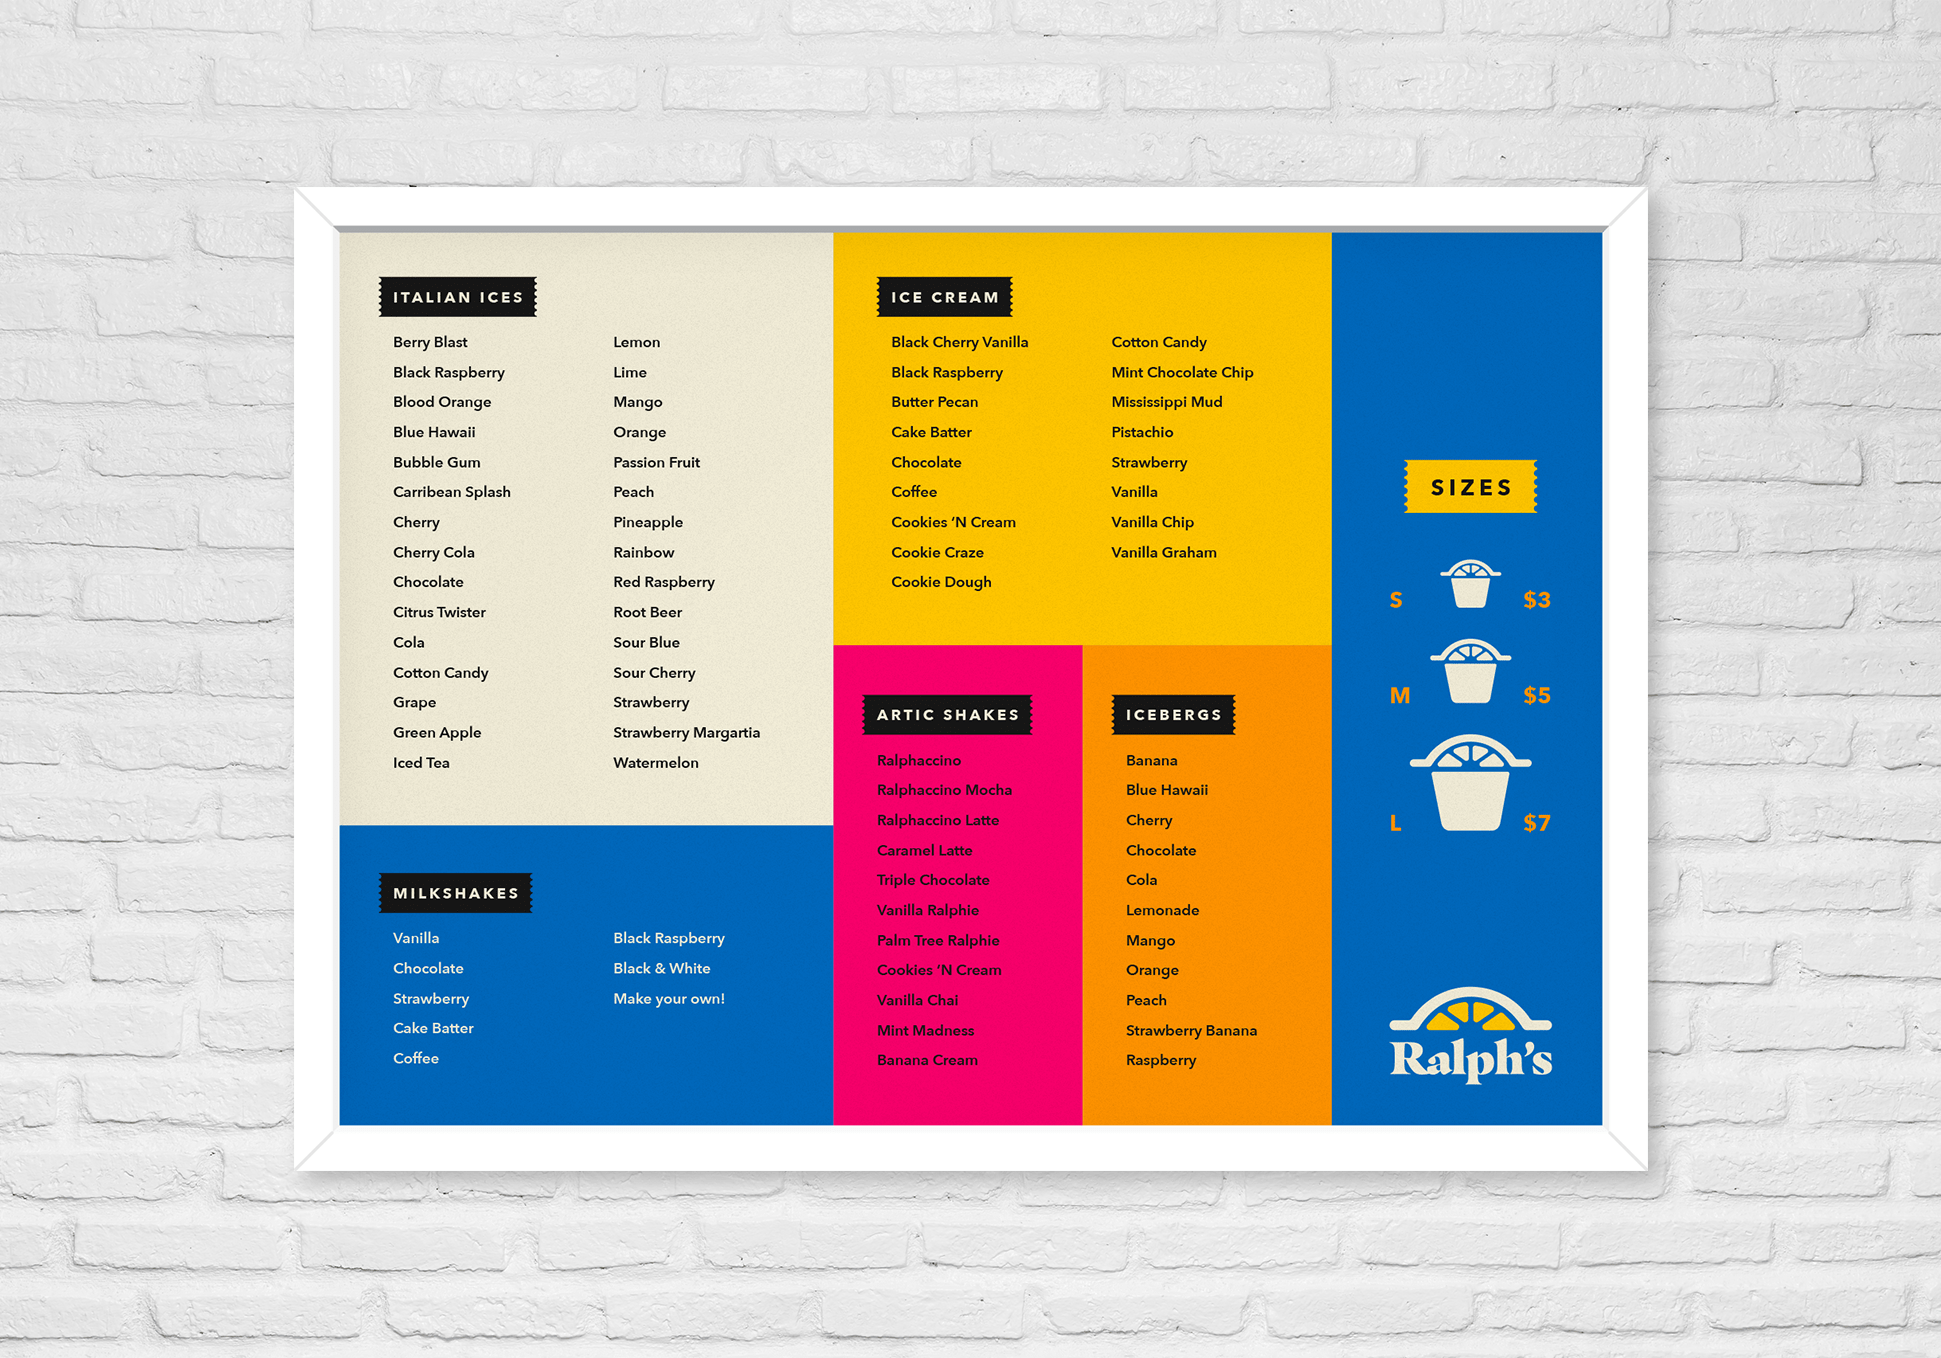 ITALIAN ICES
Berry Blast
Black Raspberry
Blood Orange
Blue Hawaii
Bubble Gum
Carribean Splash
Cherry
Cherry Cola
Chocolate
Citrus Twister
Cola
Cotton Candy
Grape
Green Apple
Iced Tea
Lemon
Lime
Mango
Orange
Passion Fruit
Peach
Pineapple
Rainbow
Red Raspberry
Root Beer
Sour Blue
Sour Cherry
Strawberry
Strawberry Margartia
Watermelon
MILKSHAKES
Vanilla
Chocolate
Strawberry
Cake Batter
Coffee
Black Raspberry
Black & White
Make your own!
ICE CREAM
Black Cherry Vanilla
Black Raspberry
Butter Pecan
Cake Batter
Chocolate
Coffee
Cookies ‘N Cream
Cookie Craze
Cookie Dough
Cotton Candy
Mint Chocolate Chip
Mississippi Mud
Pistachio
Strawberry
Vanilla
Vanilla Chip
Vanilla Graham
ARTIC SHAKES
Ralphaccino
Ralphaccino Mocha
Ralphaccino Latte
Caramel Latte
Triple Chocolate
Vanilla Ralphie
Palm Tree Ralphie
Cookies ‘N Cream
Vanilla Chai
Mint Madness
Banana Cream
ICEBERGS
Banana
Blue Hawaii
Cherry
Chocolate
Cola
Lemonade
Mango
Orange
Peach
Strawberry Banana
Raspberry
SIZES
S $3
M $5
L $7
Ralph’s